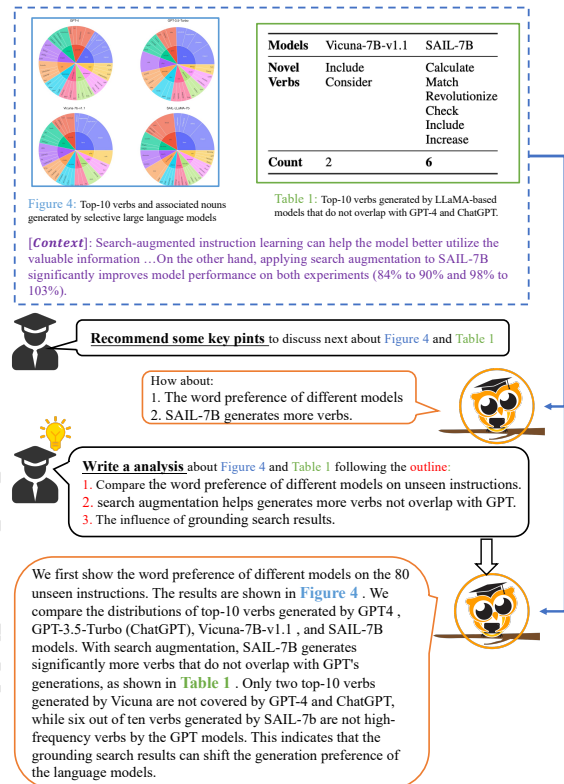 GPT-4
GPT-3.5-Turbo
Vicuna-7B-v1.1
SAIL-LLaMA-7B
Figure 4: Top-10 verbs and associated nouns
generated by selective large language models
Models Vicuna-7B-v1.1 SAIL-7B
Novel Include Calculate
Verbs Consider Match
Revolutionize
Check
Include
Increase
Count 2 6
Table 1: Top-10 verbs generated by LLaMA-based
models that do not overlap with GPT-4 and ChatGPT.
[Context]: Search-augmented instruction learning can help the model better utilize the
valuable information …On the other hand, applying search augmentation to SAIL-7B
significantly improves model performance on both experiments (84% to 90% and 98% to
103%).
Recommend some key pints to discuss next about Figure 4 and Table 1
How about:
1. The word preference of different models
2. SAIL-7B generates more verbs.
Write a analysis about Figure 4 and Table 1 following the outline:
1. Compare the word preference of different models on unseen instructions.
2. search augmentation helps generates more verbs not overlap with GPT.
3. The influence of grounding search results.
We first show the word preference of different models on the 80
unseen instructions. The results are shown in Figure 4 . We
compare the distributions of top-10 verbs generated by GPT4 ,
GPT-3.5-Turbo (ChatGPT), Vicuna-7B-v1.1 , and SAIL-7B
models. With search augmentation, SAIL-7B generates
significantly more verbs that do not overlap with GPT's
generations, as shown in Table 1 . Only two top-10 verbs
generated by Vicuna are not covered by GPT-4 and ChatGPT,
while six out of ten verbs generated by SAIL-7b are not high-
frequency verbs by the GPT models. This indicates that the
grounding search results can shift the generation preference of
the language models.